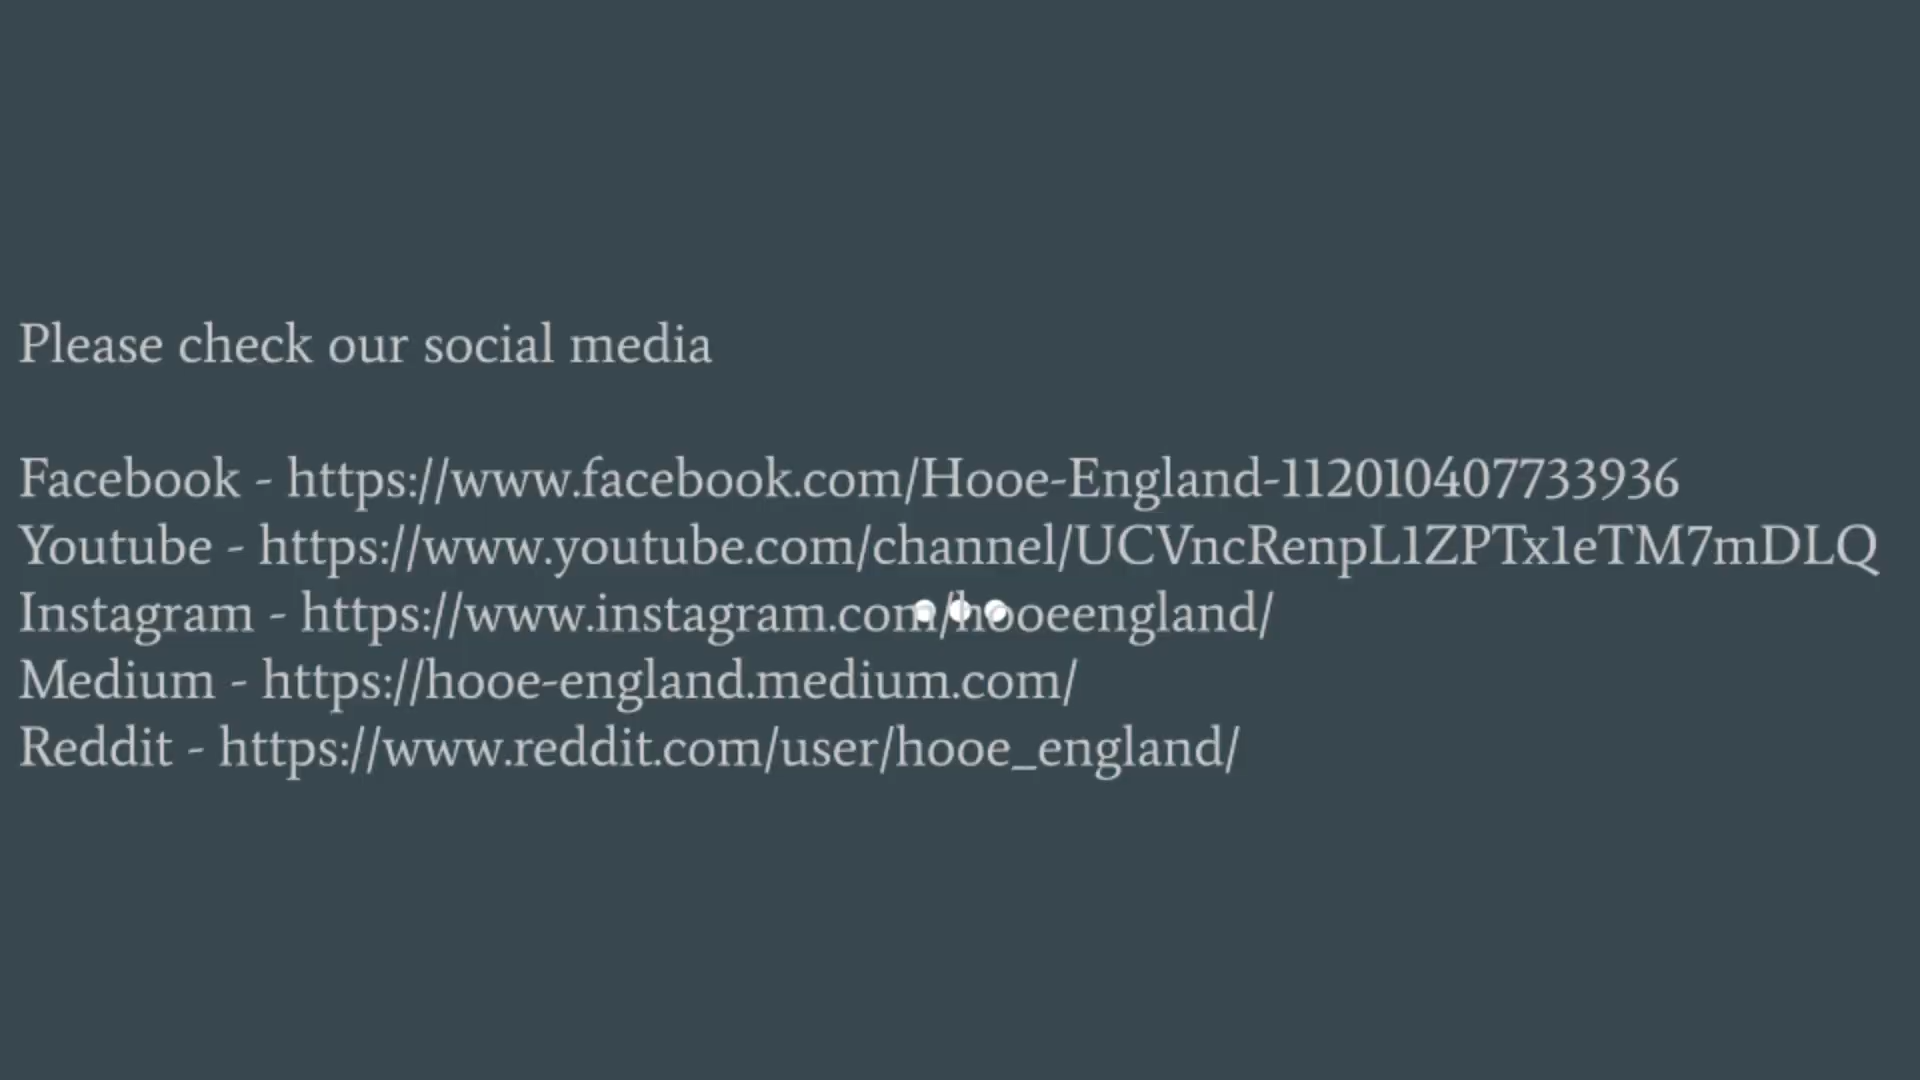 Please check our social media
Facebook - https://www.facebook.com/Hooe-England-112010407733936
Youtube - https://www.youtube.com/channel/UCVncRenpL1ZPTx1eTM7mDLQ
Instagram - https://www.instagram.com/hooeengland/
Medium - https://hooe-england.medium.com/
Reddit - https://www.reddit.com/user/hooe_england/